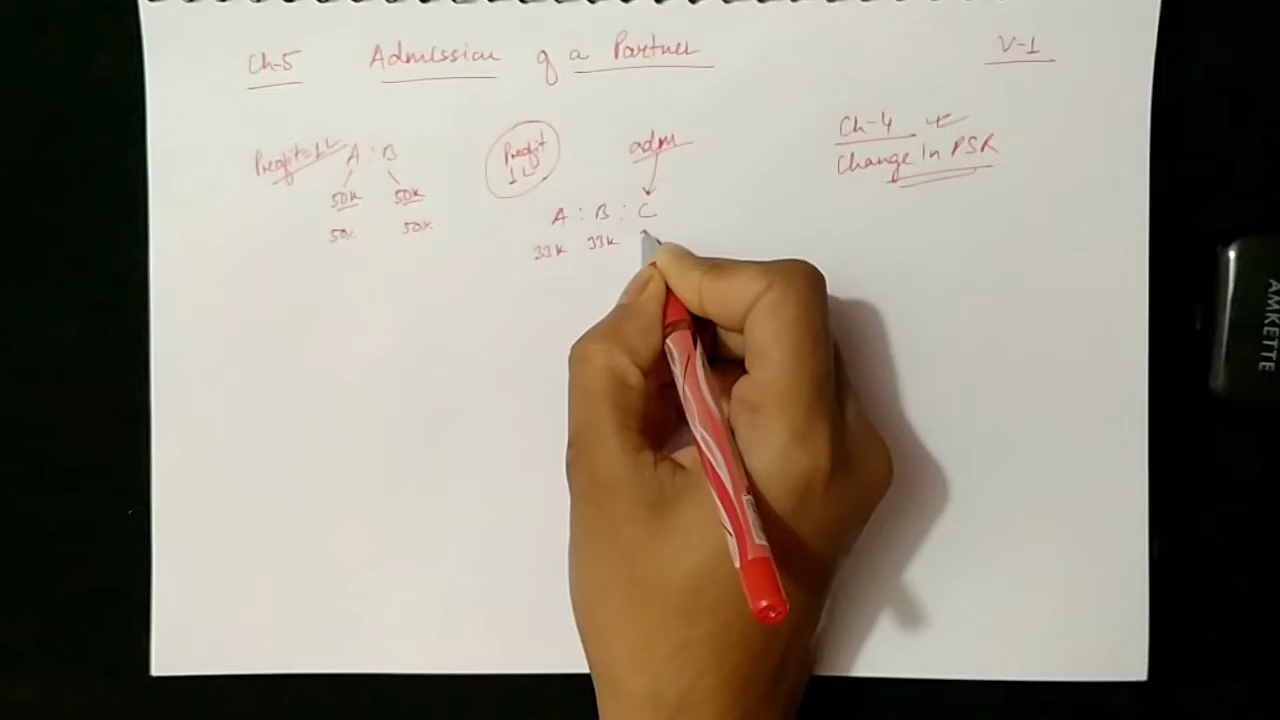 Ch-5 Admission of a Partner V-1
Profit=1L A : B
50K 50K
50% 50%
Profit
1L
adm
A : B : C
33K 33K
Ch-4
Change in PSR
AMKETTE